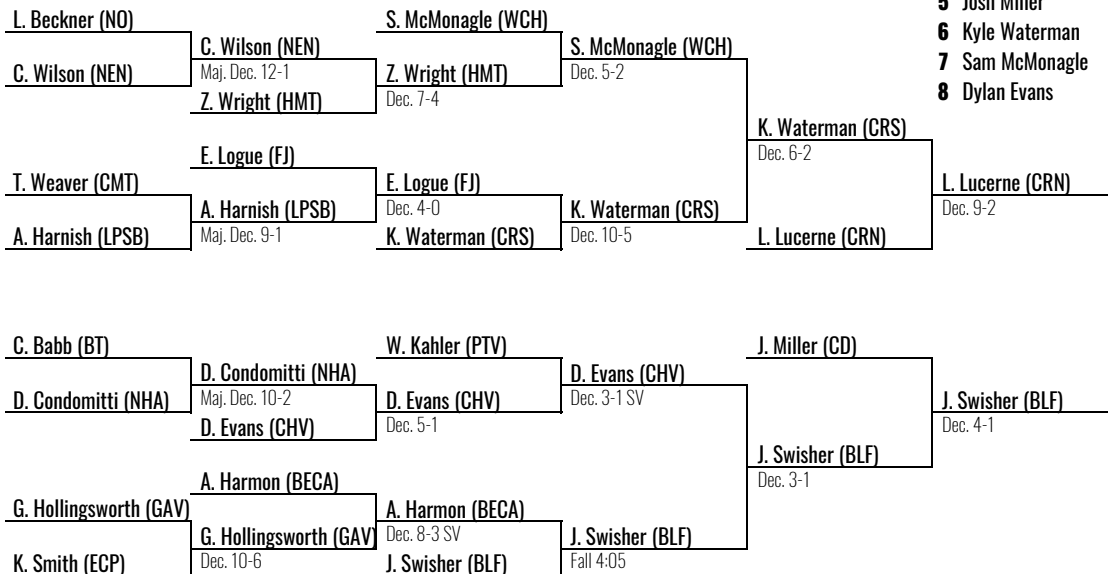 5 Josh Miller
6 Kyle Waterman
7 Sam McMonagle
8 Dylan Evans
L. Beckner (NO)
C. Wilson (NEN)
C. Wilson (NEN)
Maj. Dec. 12-1
Z. Wright (HMT)
S. McMonagle (WCH)
Z. Wright (HMT)
Dec. 7-4
S. McMonagle (WCH)
Dec. 5-2
T. Weaver (CMT)
A. Harnish (LPSB)
E. Logue (FJ)
A. Harnish (LPSB)
Maj. Dec. 9-1
E. Logue (FJ)
Dec. 4-0
K. Waterman (CRS)
K. Waterman (CRS)
Dec. 10-5
K. Waterman (CRS)
Dec. 6-2
L. Lucerne (CRN)
L. Lucerne (CRN)
Dec. 9-2
C. Babb (BT)
D. Condomitti (NHA)
D. Condomitti (NHA)
Maj. Dec. 10-2
D. Evans (CHV)
W. Kahler (PTV)
D. Evans (CHV)
Dec. 5-1
D. Evans (CHV)
Dec. 3-1 SV
G. Hollingsworth (GAV)
K. Smith (ECP)
A. Harmon (BECA)
G. Hollingsworth (GAV)
Dec. 10-6
A. Harmon (BECA)
Dec. 8-3 SV
J. Swisher (BLF)
J. Swisher (BLF)
Fall 4:05
J. Miller (CD)
J. Swisher (BLF)
Dec. 3-1
J. Swisher (BLF)
Dec. 4-1